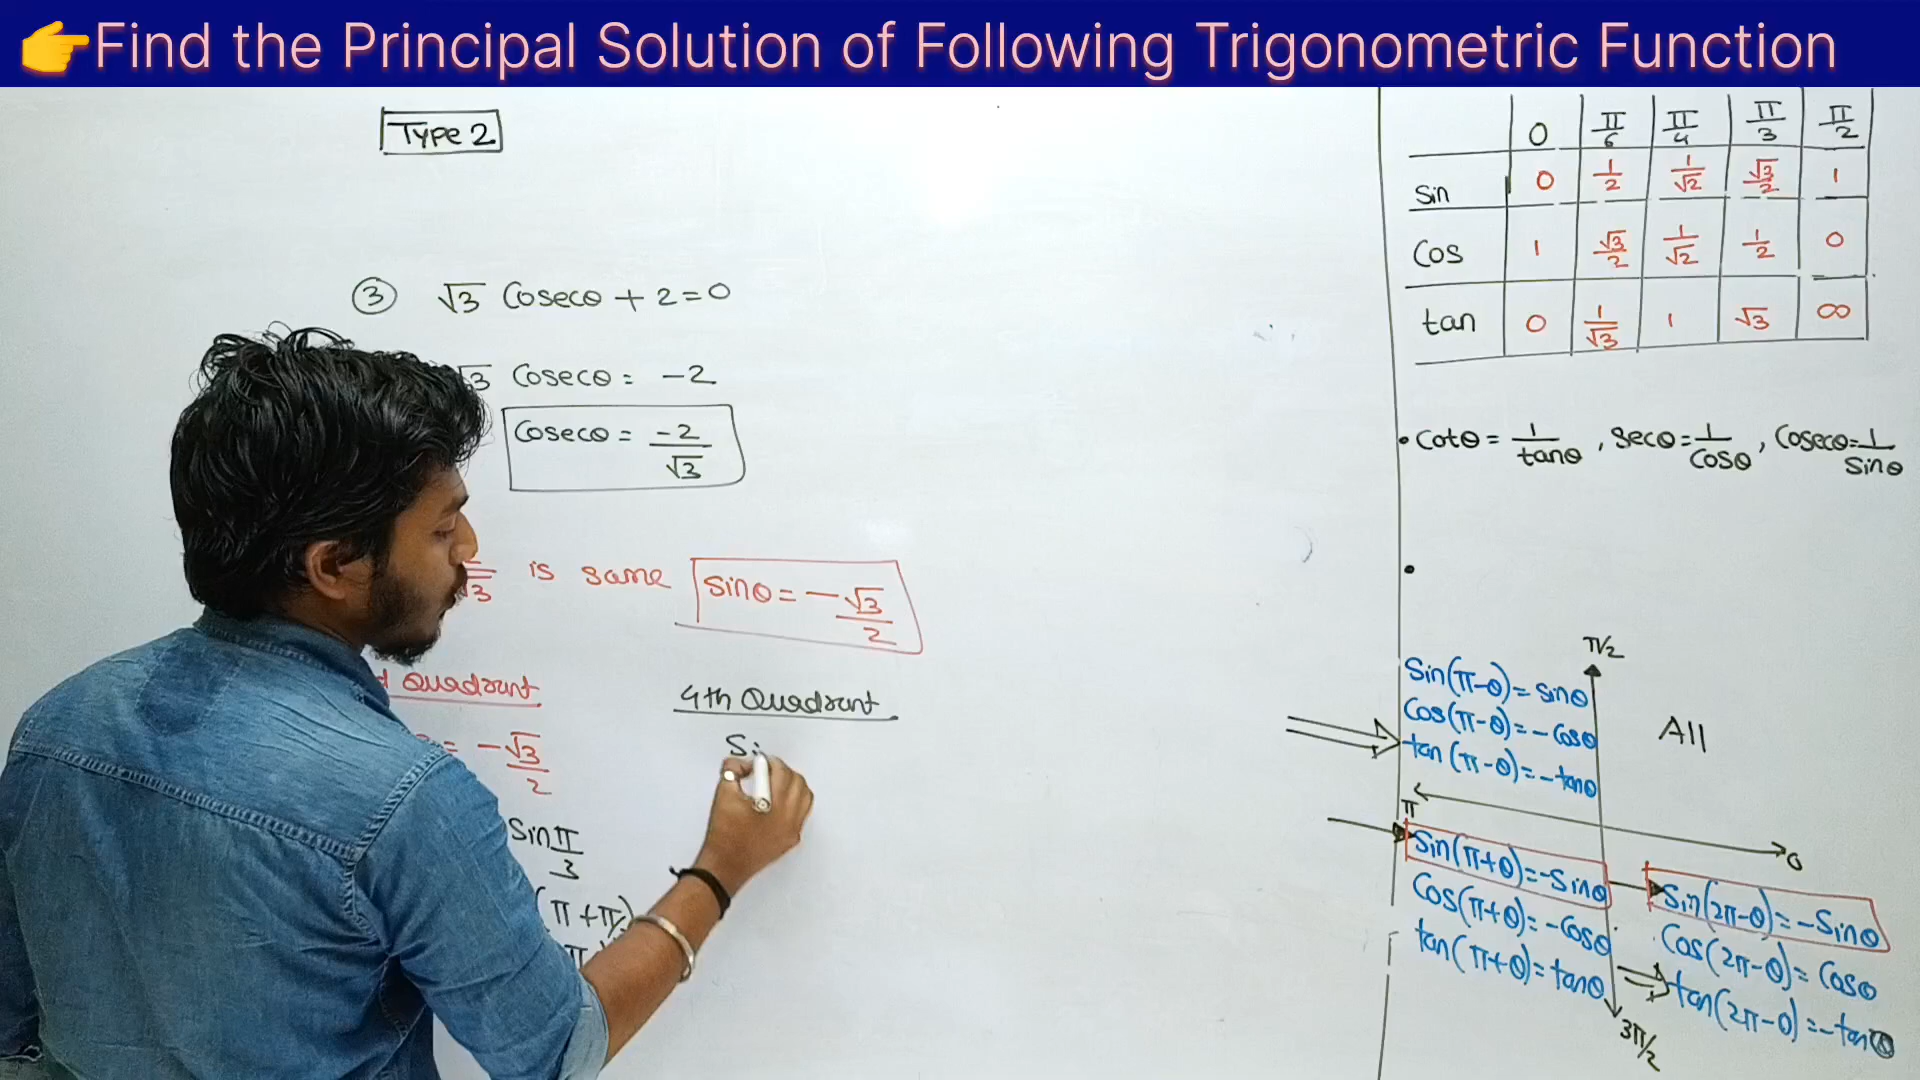 👉Find the Principal Solution of Following Trigonometric Function
Type 2
③ √3 Cosecθ + 2 = 0
√3 Cosecθ = -2
Cosecθ = -2/√3
√3 is same sinθ = -√3/2
Quadrant
= -√3/2
Sin π/3
(π + π/
π
4th Quadrant
Si
0 π/6 π/4 π/3 π/2
sin 0 1/2 1/√2 √3/2 1
Cos 1 √3/2 1/√2 1/2 0
tan 0 1/√3 1 √3 ∞
• Cotθ = 1/tanθ , secθ = 1/Cosθ , Cosecθ = 1/Sinθ
π/2
Sin(π-θ) = sinθ
Cos(π-θ) = -Cosθ
tan(π-θ) = -tanθ
All
π
0
Sin(π+θ) = -Sinθ
Cos(π+θ) = -Cosθ
tan(π+θ) = tanθ
Sin(2π-θ) = -Sinθ
Cos(2π-θ) = Cosθ
tan(2π-θ) = -tanθ
3π/2